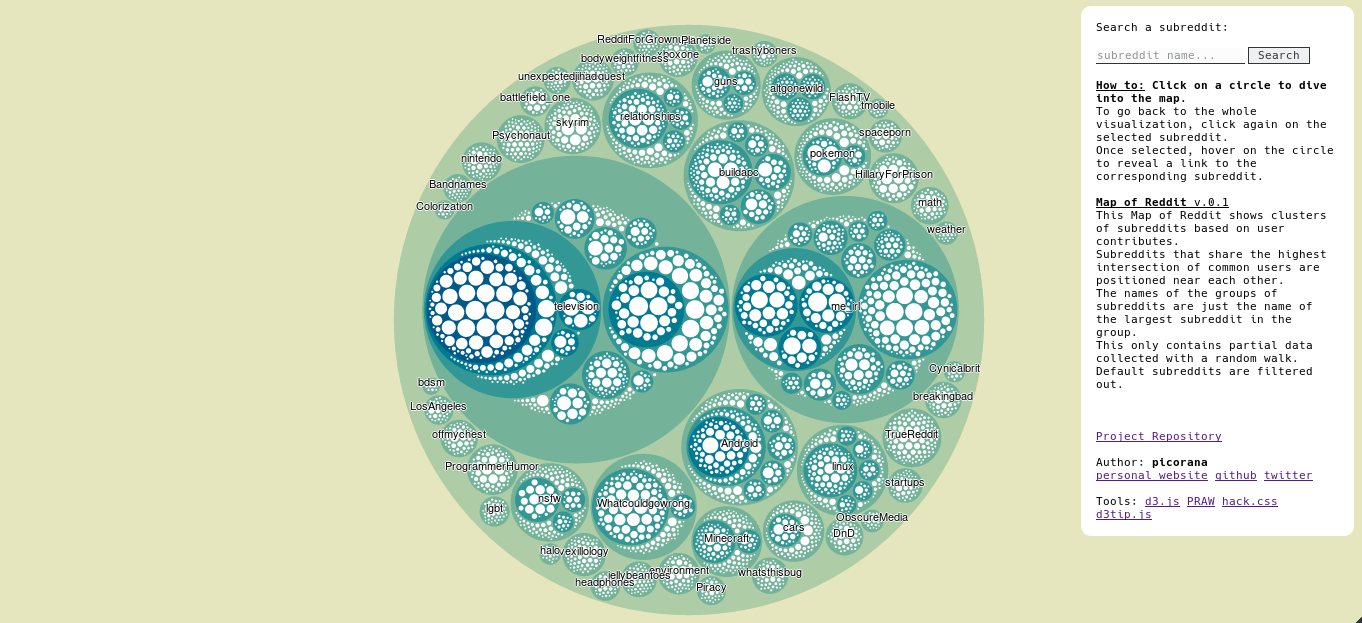 RedditForGrownups
Planetside
xboxone
trashyboners
bodyweightfitness
unexpectedjihad
guns
altgonewild
FlashTV
tmobile
battlefield_one
relationships
skyrim
Psychonaut
spaceporn
pokemon
nintendo
buildapc
HillaryForPrison
Bandnames
math
Colorization
weather
television
me_irl
Cynicalbrit
bdsm
breakingbad
LosAngeles
offmychest
TrueReddit
Android
ProgrammerHumor
linux
startups
nsfw
Whatcouldgowrong
lgbt
ObscureMedia
cars
DnD
Minecraft
halo
vexillology
environment
whatsthisbug
jellybeantoes
headphones
Piracy
Search a subreddit:
subreddit name... Search
How to: Click on a circle to dive
into the map.
To go back to the whole
visualization, click again on the
selected subreddit.
Once selected, hover on the circle
to reveal a link to the
corresponding subreddit.
Map of Reddit v.0.1
This Map of Reddit shows clusters
of subreddits based on user
contributes.
Subreddits that share the highest
intersection of common users are
positioned near each other.
The names of the groups of
subreddits are just the name of
the largest subreddit in the
group.
This only contains partial data
collected with a random walk.
Default subreddits are filtered
out.
Project Repository
Author: picorana
personal website github twitter
Tools: d3.js PRAW hack.css
d3tip.js